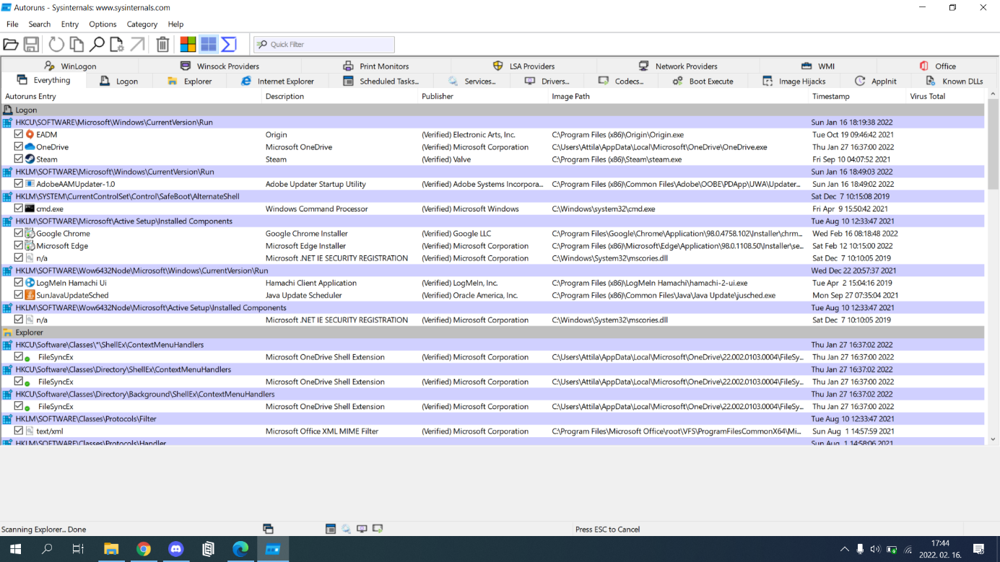 Autoruns - Sysinternals: www.sysinternals.com
File Search Entry Options Category Help
Quick Filter
WinLogon Winsock Providers Print Monitors LSA Providers Network Providers WMI Office
Everything Logon Explorer Internet Explorer Scheduled Tasks... Services... Drivers... Codecs... Boot Execute Image Hijacks AppInit Known DLLs
Autoruns Entry Description Publisher Image Path Timestamp Virus Total
Logon
HKCU\SOFTWARE\Microsoft\Windows\CurrentVersion\Run Sun Jan 16 18:19:38 2022
EADM Origin (Verified) Electronic Arts, Inc. C:\Program Files (x86)\Origin\Origin.exe Tue Oct 19 09:46:42 2021
OneDrive Microsoft OneDrive (Verified) Microsoft Corporation C:\Users\Attila\AppData\Local\Microsoft\OneDrive\OneDrive.exe Thu Jan 27 16:37:00 2022
Steam Steam (Verified) Valve C:\Program Files (x86)\Steam\steam.exe Fri Sep 10 04:07:52 2021
HKLM\SOFTWARE\Microsoft\Windows\CurrentVersion\Run Sun Jan 16 18:49:03 2022
AdobeAAMUpdater-1.0 Adobe Updater Startup Utility (Verified) Adobe Systems Incorpora... C:\Program Files (x86)\Common Files\Adobe\OOBE\PDApp\UWA\Updater... Sun Jan 16 18:49:02 2022
HKLM\SYSTEM\CurrentControlSet\Control\SafeBoot\AlternateShell Sat Dec 7 10:15:08 2019
cmd.exe Windows Command Processor (Verified) Microsoft Windows C:\Windows\system32\cmd.exe Fri Apr 9 15:50:42 2021
HKLM\SOFTWARE\Microsoft\Active Setup\Installed Components Tue Aug 10 12:33:47 2021
Google Chrome Google Chrome Installer (Verified) Google LLC C:\Program Files\Google\Chrome\Application\98.0.4758.102\Installer\chrm... Wed Feb 16 08:18:48 2022
Microsoft Edge Microsoft Edge Installer (Verified) Microsoft Corporation C:\Program Files (x86)\Microsoft\Edge\Application\98.0.1108.50\Installer\se... Sat Feb 12 10:15:00 2022
n/a Microsoft .NET IE SECURITY REGISTRATION (Verified) Microsoft Corporation C:\Windows\System32\mscories.dll Sat Dec 7 10:10:05 2019
HKLM\SOFTWARE\Wow6432Node\Microsoft\Windows\CurrentVersion\Run Wed Dec 22 20:57:37 2021
LogMeIn Hamachi Ui Hamachi Client Application (Verified) LogMeIn, Inc. C:\Program Files (x86)\LogMeIn Hamachi\hamachi-2-ui.exe Tue Apr 2 15:04:16 2019
SunJavaUpdateSched Java Update Scheduler (Verified) Oracle America, Inc. C:\Program Files (x86)\Common Files\Java\Java Update\jusched.exe Mon Sep 27 07:35:04 2021
HKLM\SOFTWARE\Wow6432Node\Microsoft\Active Setup\Installed Components Tue Aug 10 12:33:47 2021
n/a Microsoft .NET IE SECURITY REGISTRATION (Verified) Microsoft Corporation C:\Windows\System32\mscories.dll Sat Dec 7 10:10:05 2019
Explorer
HKCU\Software\Classes\*\ShellEx\ContextMenuHandlers Thu Jan 27 16:37:02 2022
FileSyncEx Microsoft OneDrive Shell Extension (Verified) Microsoft Corporation C:\Users\Attila\AppData\Local\Microsoft\OneDrive\22.002.0103.0004\FileSy... Thu Jan 27 16:37:00 2022
HKCU\Software\Classes\Directory\ShellEx\ContextMenuHandlers Thu Jan 27 16:37:02 2022
FileSyncEx Microsoft OneDrive Shell Extension (Verified) Microsoft Corporation C:\Users\Attila\AppData\Local\Microsoft\OneDrive\22.002.0103.0004\FileSy... Thu Jan 27 16:37:00 2022
HKCU\Software\Classes\Directory\Background\ShellEx\ContextMenuHandlers Thu Jan 27 16:37:02 2022
FileSyncEx Microsoft OneDrive Shell Extension (Verified) Microsoft Corporation C:\Users\Attila\AppData\Local\Microsoft\OneDrive\22.002.0103.0004\FileSy... Thu Jan 27 16:37:00 2022
HKLM\SOFTWARE\Classes\Protocols\Filter Tue Aug 10 12:33:47 2021
text/xml Microsoft Office XML MIME Filter (Verified) Microsoft Corporation C:\Program Files\Microsoft Office\root\VFS\ProgramFilesCommonX64\Mi... Sun Aug 1 14:57:59 2021
HKLM\SOFTWARE\Classes\Protocols\Handler Sun Aug 1 14:58:06 2021
Scanning Explorer... Done Press ESC to Cancel
17:44
2022. 02. 16.